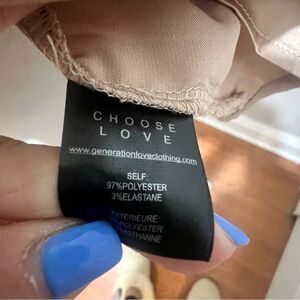 CHOOSE
LOVE
www.generationloveclothing.com
SELF:
97%POLYESTER
3%ELASTANE
EXTERIEURE: